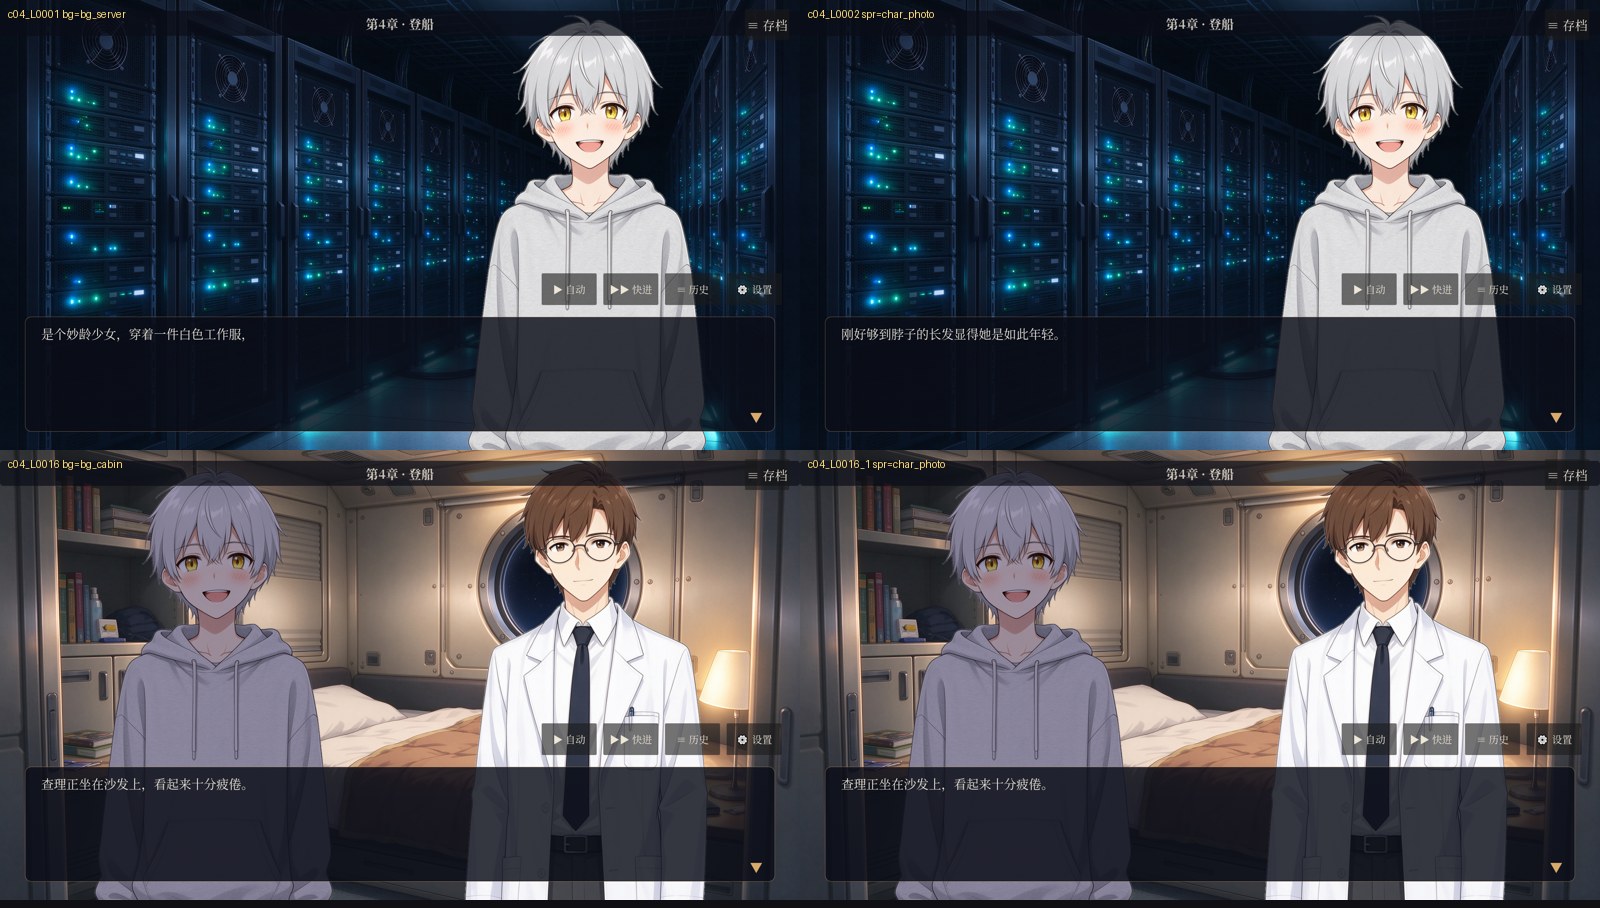 c04_L0001 bg=bg_server
第4章 · 登船
≡ 存档
▶ 自动
▶▶ 快进
≡ 历史
设置
是个妙龄少女，穿着一件白色工作服，
▼
c04_L0002 spr=char_photo
第4章 · 登船
≡ 存档
▶ 自动
▶▶ 快进
≡ 历史
设置
刚好够到脖子的长发显得她是如此年轻。
▼
c04_L0016 bg=bg_cabin
第4章 · 登船
≡ 存档
▶ 自动
▶▶ 快进
≡ 历史
设置
查理正坐在沙发上，看起来十分疲倦。
▼
c04_L0016_1 spr=char_photo
第4章 · 登船
≡ 存档
▶ 自动
▶▶ 快进
≡ 历史
设置
查理正坐在沙发上，看起来十分疲倦。
▼